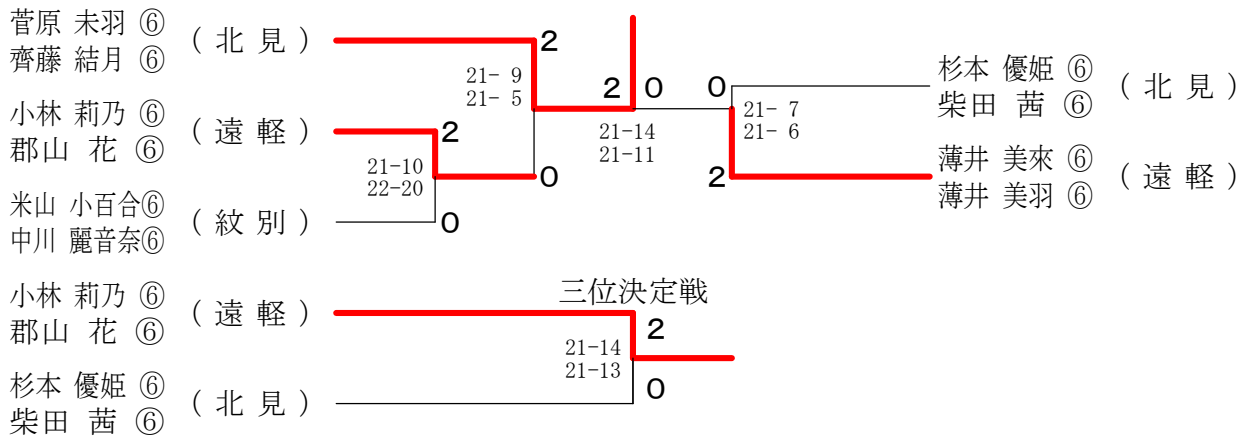 菅原 未羽 ⑥
齊藤 結月 ⑥
( 北 見 )
2
21- 9
21- 5
2 0
21-14
21-11
0
21- 7
21- 6
2
杉本 優姫 ⑥
柴田 茜 ⑥
( 北 見 )
薄井 美來 ⑥
薄井 美羽 ⑥
( 遠 軽 )
小林 莉乃 ⑥
郡山 花 ⑥
( 遠 軽 )
2
21-10
22-20
0
0
米山 小百合⑥
中川 麗音奈⑥
( 紋 別 )
三位決定戦
小林 莉乃 ⑥
郡山 花 ⑥
( 遠 軽 )
2
21-14
21-13
0
杉本 優姫 ⑥
柴田 茜 ⑥
( 北 見 )